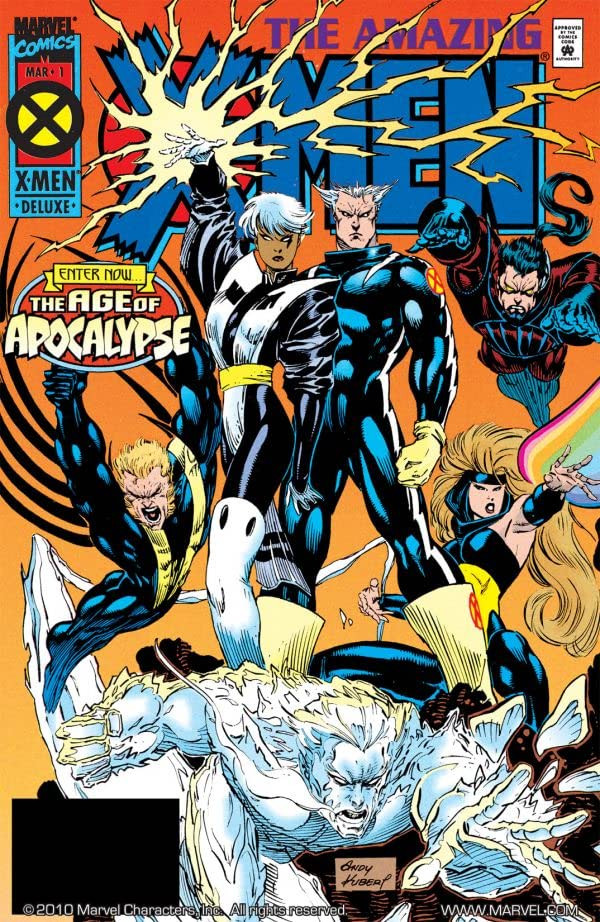 MARVEL
COMICS
MAR • 1
X-MEN
DELUXE
THE AMAZING
X-MEN
APPROVED
BY THE
COMICS
CODE
AUTHORITY
ENTER NOW...
THE AGE OF
APOCALYPSE
ANDY
KUBERT
© 2010 Marvel Characters, Inc. All rights reserved.
WWW.MARVEL.COM